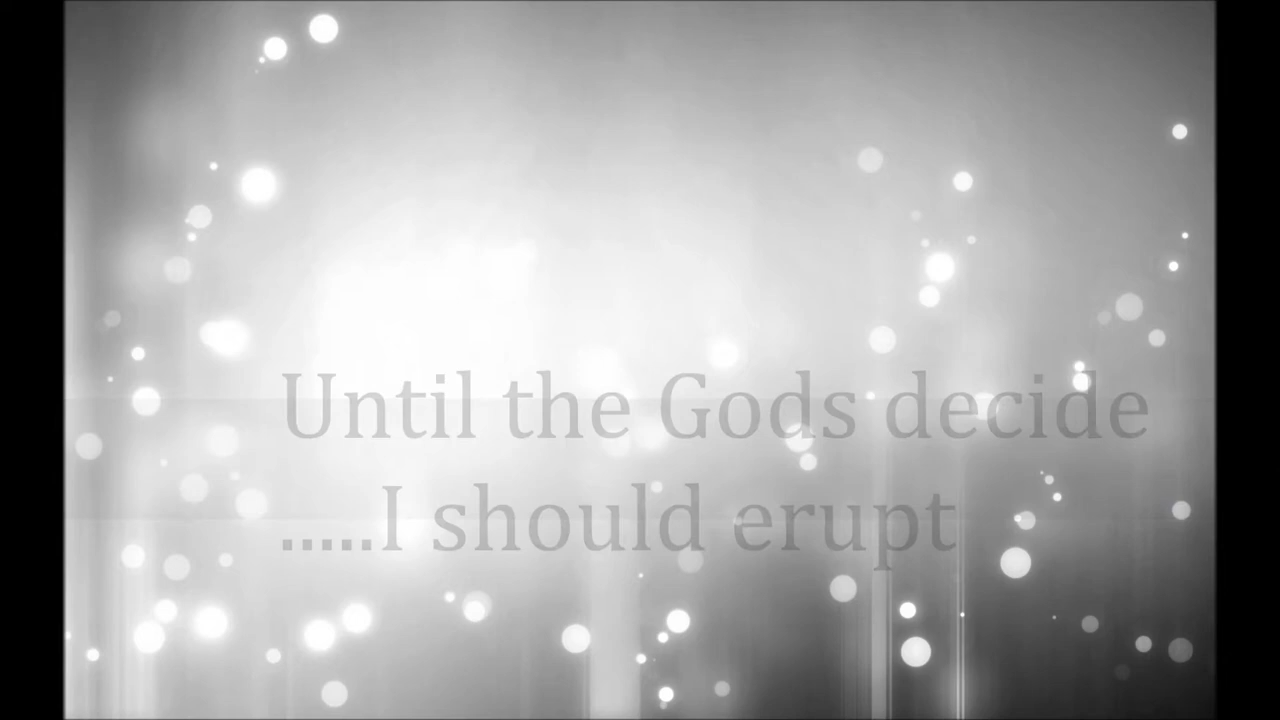 Until the Gods decide
.....I should erupt